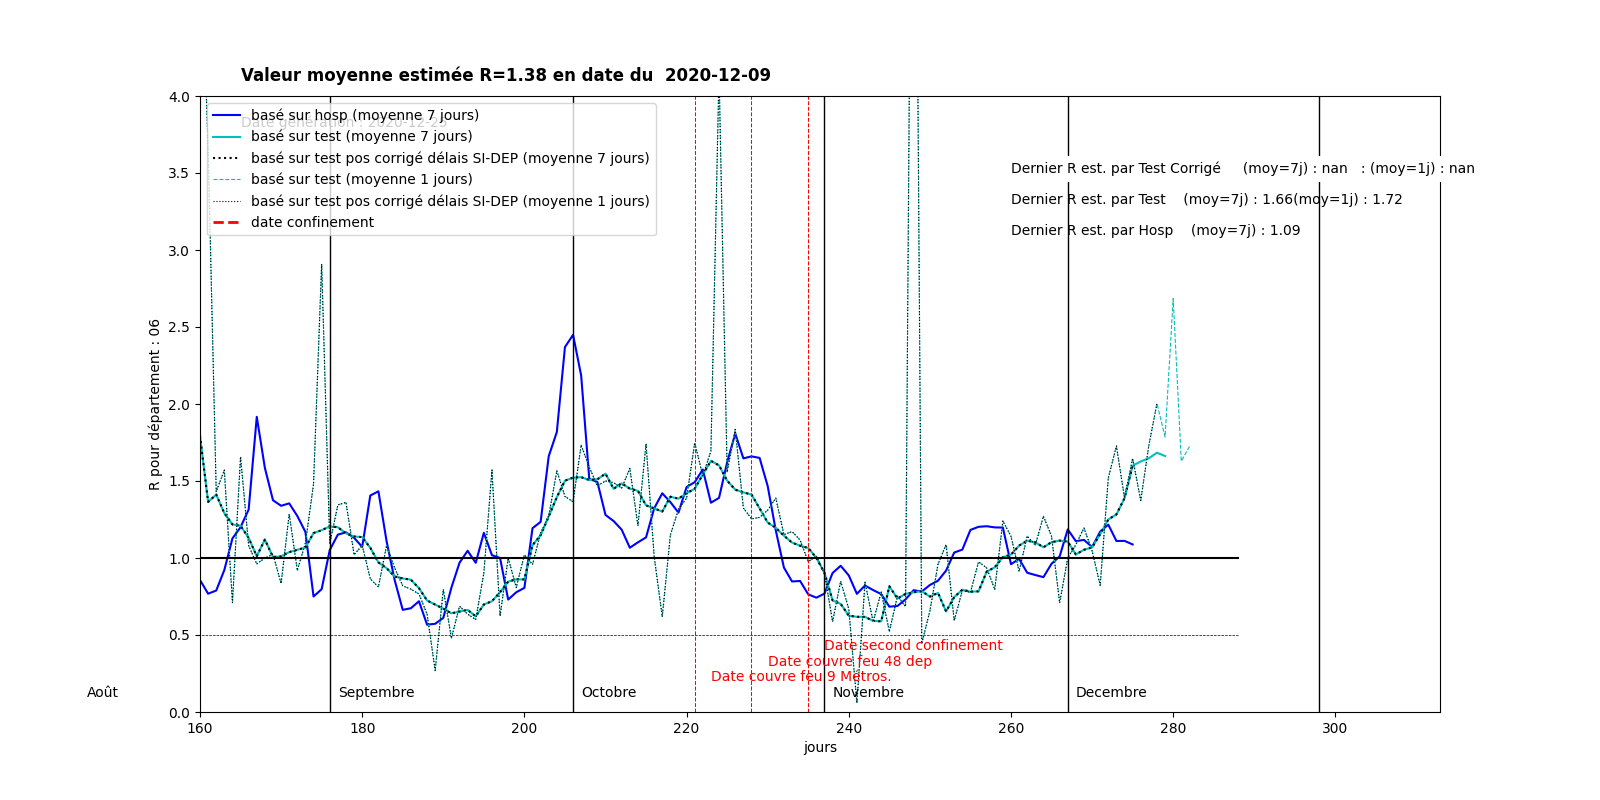 Valeur moyenne estimée R=1.38 en date du  2020-12-09
basé sur hosp (moyenne 7 jours)
basé sur test (moyenne 7 jours)
basé sur test pos corrigé délais SI-DEP (moyenne 7 jours)
basé sur test (moyenne 1 jours)
basé sur test pos corrigé délais SI-DEP (moyenne 1 jours)
date confinement
Dernier R est. par Test Corrigé     (moy=7j) : nan   : (moy=1j) : nan
Dernier R est. par Test    (moy=7j) : 1.66(moy=1j) : 1.72
Dernier R est. par Hosp    (moy=7j) : 1.09
R pour département : 06
4.0
3.5
3.0
2.5
2.0
1.5
1.0
0.5
0.0
Date second confinement
Date couvre feu 48 dep
Date couvre feu 9 Métros.
Août
Septembre
Octobre
Novembre
Decembre
160
180
200
220
240
260
280
300
jours